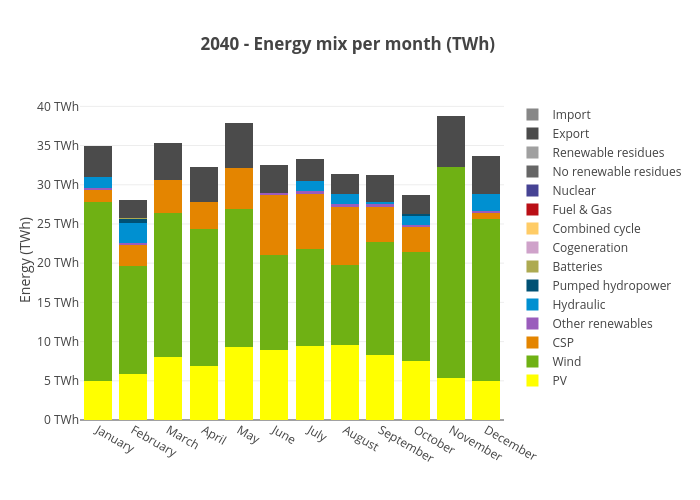 2040 - Energy mix per month (TWh)
40 TWh
35 TWh
30 TWh
25 TWh
20 TWh
15 TWh
10 TWh
5 TWh
0 TWh
Energy (TWh)
January
February
March
April
May
June
July
August
September
October
November
December
Import
Export
Renewable residues
No renewable residues
Nuclear
Fuel & Gas
Combined cycle
Cogeneration
Batteries
Pumped hydropower
Hydraulic
Other renewables
CSP
Wind
PV